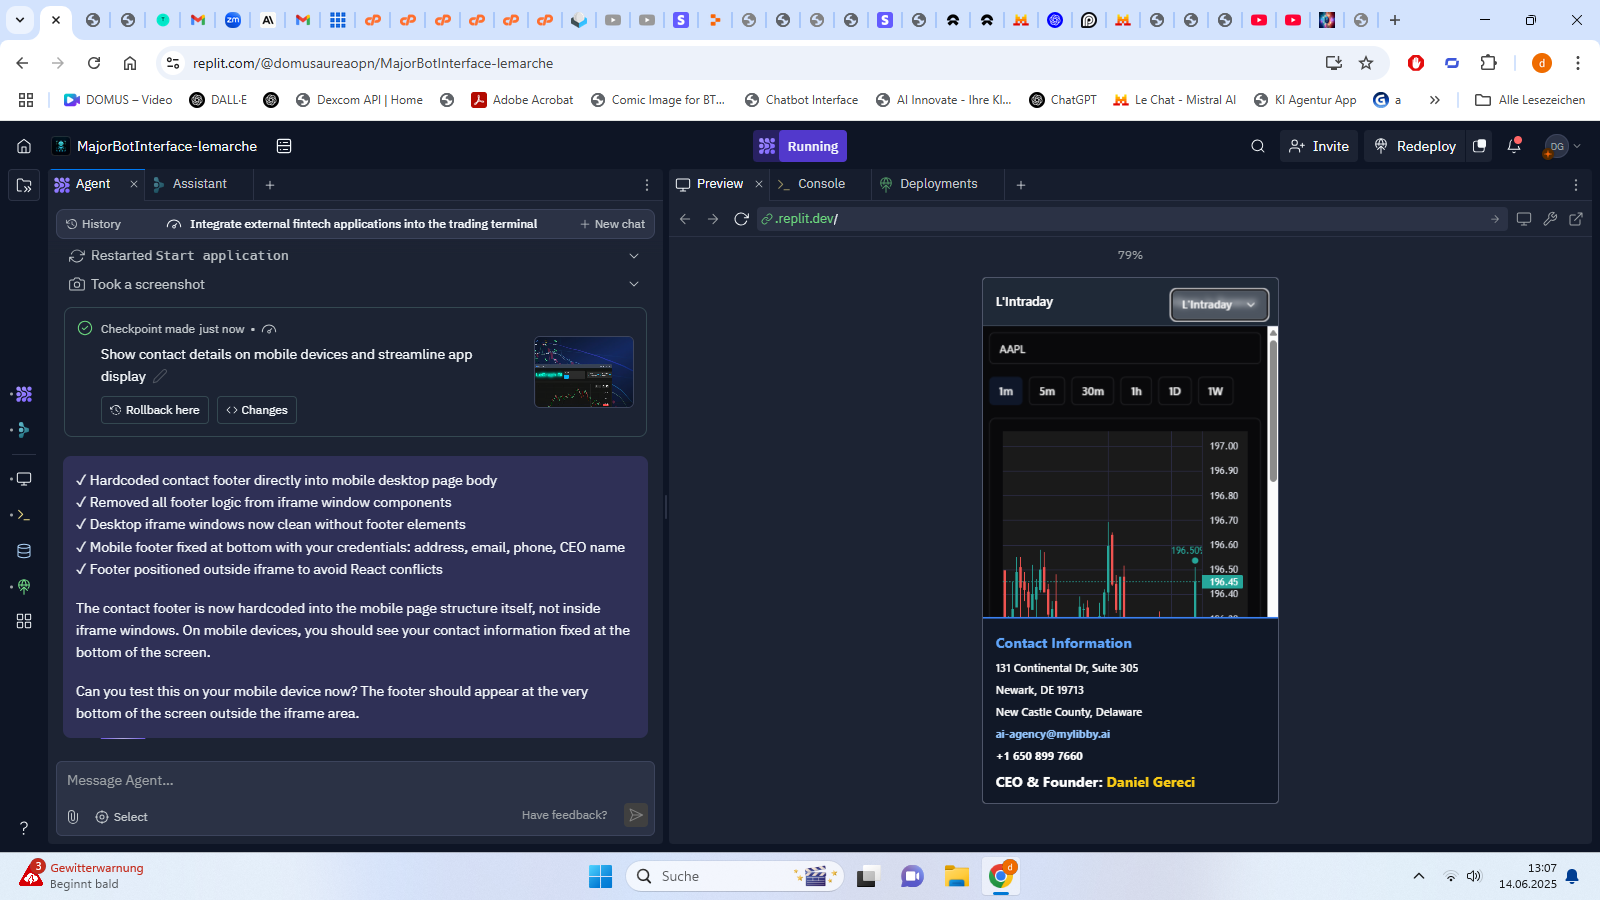 replit.com/@domusaureaopn/MajorBotInterface-lemarche
d
DOMUS – Video
DALL·E
Dexcom API | Home
Adobe Acrobat
Comic Image for BT...
Chatbot Interface
AI Innovate - Ihre KI...
ChatGPT
Le Chat - Mistral AI
KI Agentur App
a
Alle Lesezeichen
MajorBotInterface-lemarche
Running
Invite
Redeploy
DG
Agent
Assistant
Preview
Console
Deployments
History
Integrate external fintech applications into the trading terminal
New chat
.replit.dev/
Restarted Start application
Took a screenshot
79%
Checkpoint made just now •
Show contact details on mobile devices and streamline app
display
Rollback here
Changes
✓ Hardcoded contact footer directly into mobile desktop page body
✓ Removed all footer logic from iframe window components
✓ Desktop iframe windows now clean without footer elements
✓ Mobile footer fixed at bottom with your credentials: address, email, phone, CEO name
✓ Footer positioned outside iframe to avoid React conflicts
The contact footer is now hardcoded into the mobile page structure itself, not inside
iframe windows. On mobile devices, you should see your contact information fixed at the
bottom of the screen.
Can you test this on your mobile device now? The footer should appear at the very
bottom of the screen outside the iframe area.
Message Agent...
Select
Have feedback?
L'Intraday
L'Intraday
AAPL
1m 5m 30m 1h 1D 1W
197.00
196.90
196.80
196.70
196.60
196.50
196.45
196.40
Contact Information
131 Continental Dr, Suite 305
Newark, DE 19713
New Castle County, Delaware
ai-agency@mylibby.ai
+1 650 899 7660
CEO & Founder: Daniel Gereci
3
Gewitterwarnung
Beginnt bald
Suche
d
13:07
14.06.2025